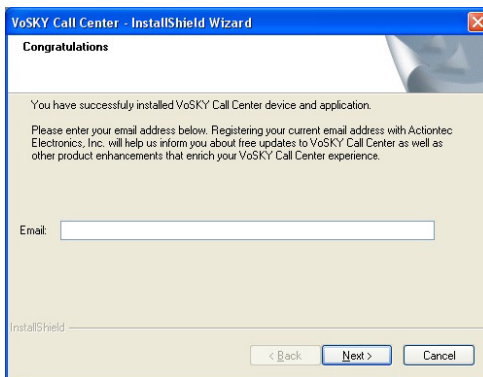 VoSKY Call Center - InstallShield Wizard
Congratulations
You have successfuly installed VoSKY Call Center device and application.
Please enter your email address below. Registering your current email address with Actiontec
Electronics, Inc. will help us inform you about free updates to VoSKY Call Center as well as
other product enhancements that enrich your VoSKY Call Center experience.
Email:
InstallShield
< Back
Next >
Cancel